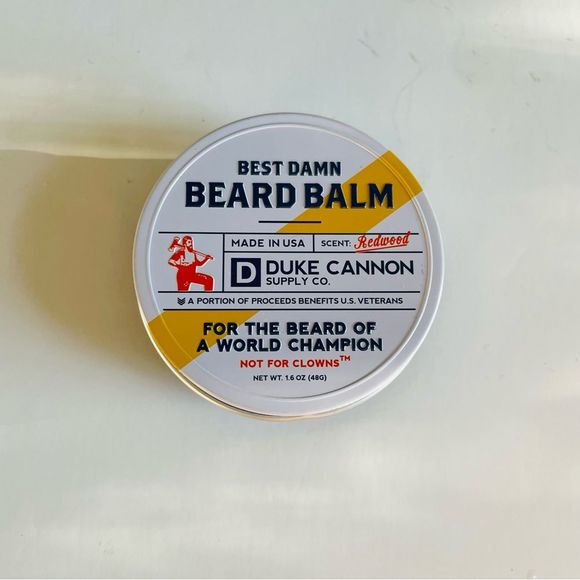 BEST DAMN
BEARD BALM
MADE IN USA SCENT: Redwood
D DUKE CANNON
SUPPLY CO.
A PORTION OF PROCEEDS BENEFITS U.S. VETERANS
FOR THE BEARD OF
A WORLD CHAMPION
NOT FOR CLOWNS™
NET WT. 1.6 OZ (48G)